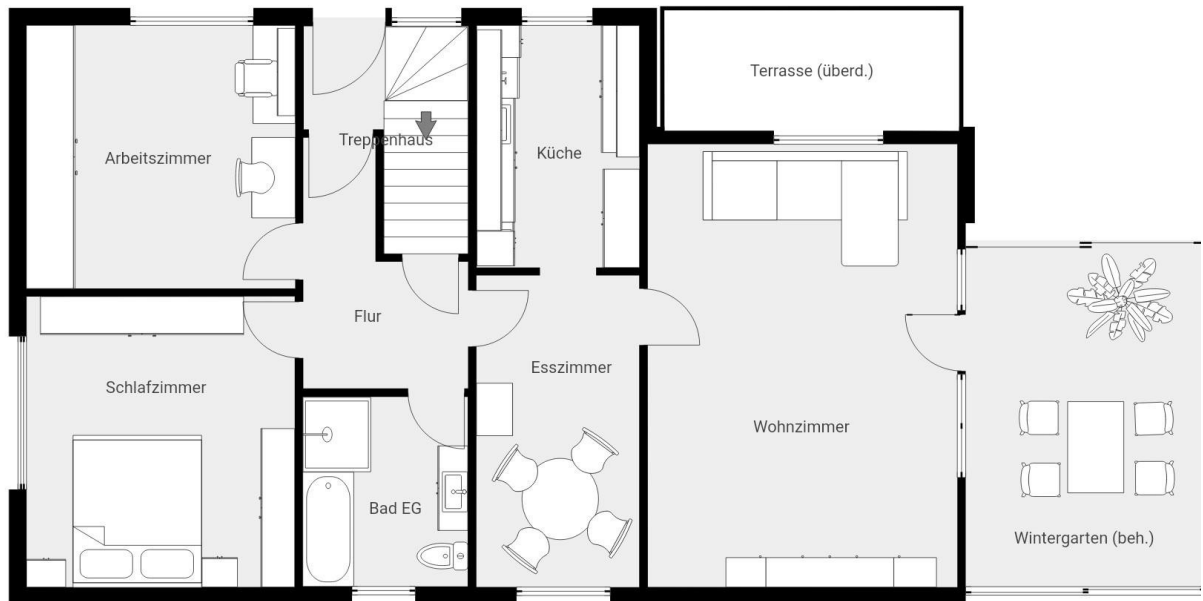 Terrasse (überd.)
Treppenhaus
Arbeitszimmer
Küche
Flur
Esszimmer
Schlafzimmer
Wohnzimmer
Bad EG
Wintergarten (beh.)